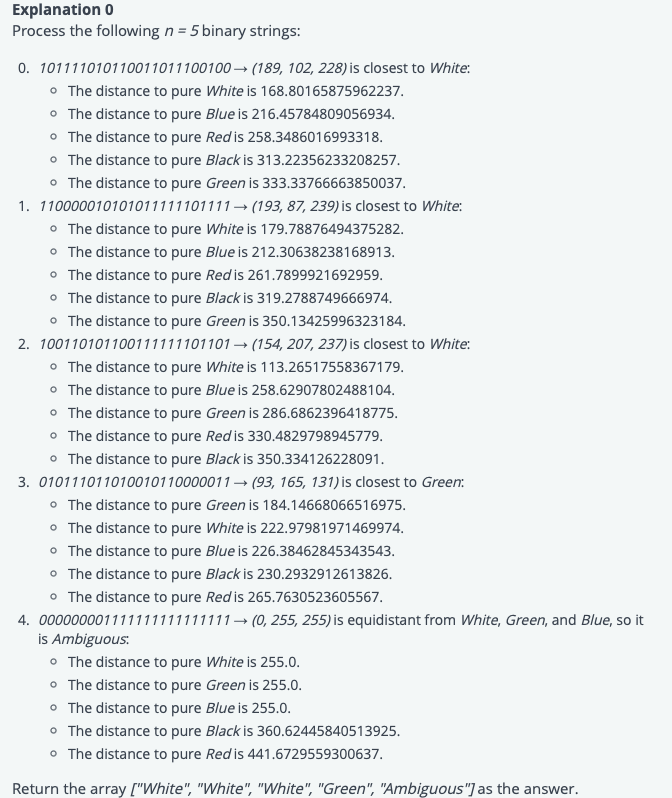 Explanation 0
Process the following n = 5 binary strings:
0. 101111010110011011100100 → (189, 102, 228) is closest to White:
○ The distance to pure White is 168.80165875962237.
○ The distance to pure Blue is 216.45784809056934.
○ The distance to pure Red is 258.3486016993318.
○ The distance to pure Black is 313.22356233208257.
○ The distance to pure Green is 333.33766663850037.
1. 110000010101011111101111 → (193, 87, 239) is closest to White:
○ The distance to pure White is 179.78876494375282.
○ The distance to pure Blue is 212.30638238168913.
○ The distance to pure Red is 261.7899921692959.
○ The distance to pure Black is 319.2788749666974.
○ The distance to pure Green is 350.13425996323184.
2. 100110101100111111101101 → (154, 207, 237) is closest to White:
○ The distance to pure White is 113.26517558367179.
○ The distance to pure Blue is 258.62907802488104.
○ The distance to pure Green is 286.6862396418775.
○ The distance to pure Red is 330.4829798945779.
○ The distance to pure Black is 350.334126228091.
3. 010111011010010110000011 → (93, 165, 131) is closest to Green:
○ The distance to pure Green is 184.14668066516975.
○ The distance to pure White is 222.97981971469974.
○ The distance to pure Blue is 226.38462845343543.
○ The distance to pure Black is 230.2932912613826.
○ The distance to pure Red is 265.7630523605567.
4. 000000001111111111111111 → (0, 255, 255) is equidistant from White, Green, and Blue, so it
is Ambiguous:
○ The distance to pure White is 255.0.
○ The distance to pure Green is 255.0.
○ The distance to pure Blue is 255.0.
○ The distance to pure Black is 360.62445840513925.
○ The distance to pure Red is 441.6729559300637.
Return the array ["White", "White", "White", "Green", "Ambiguous"] as the answer.